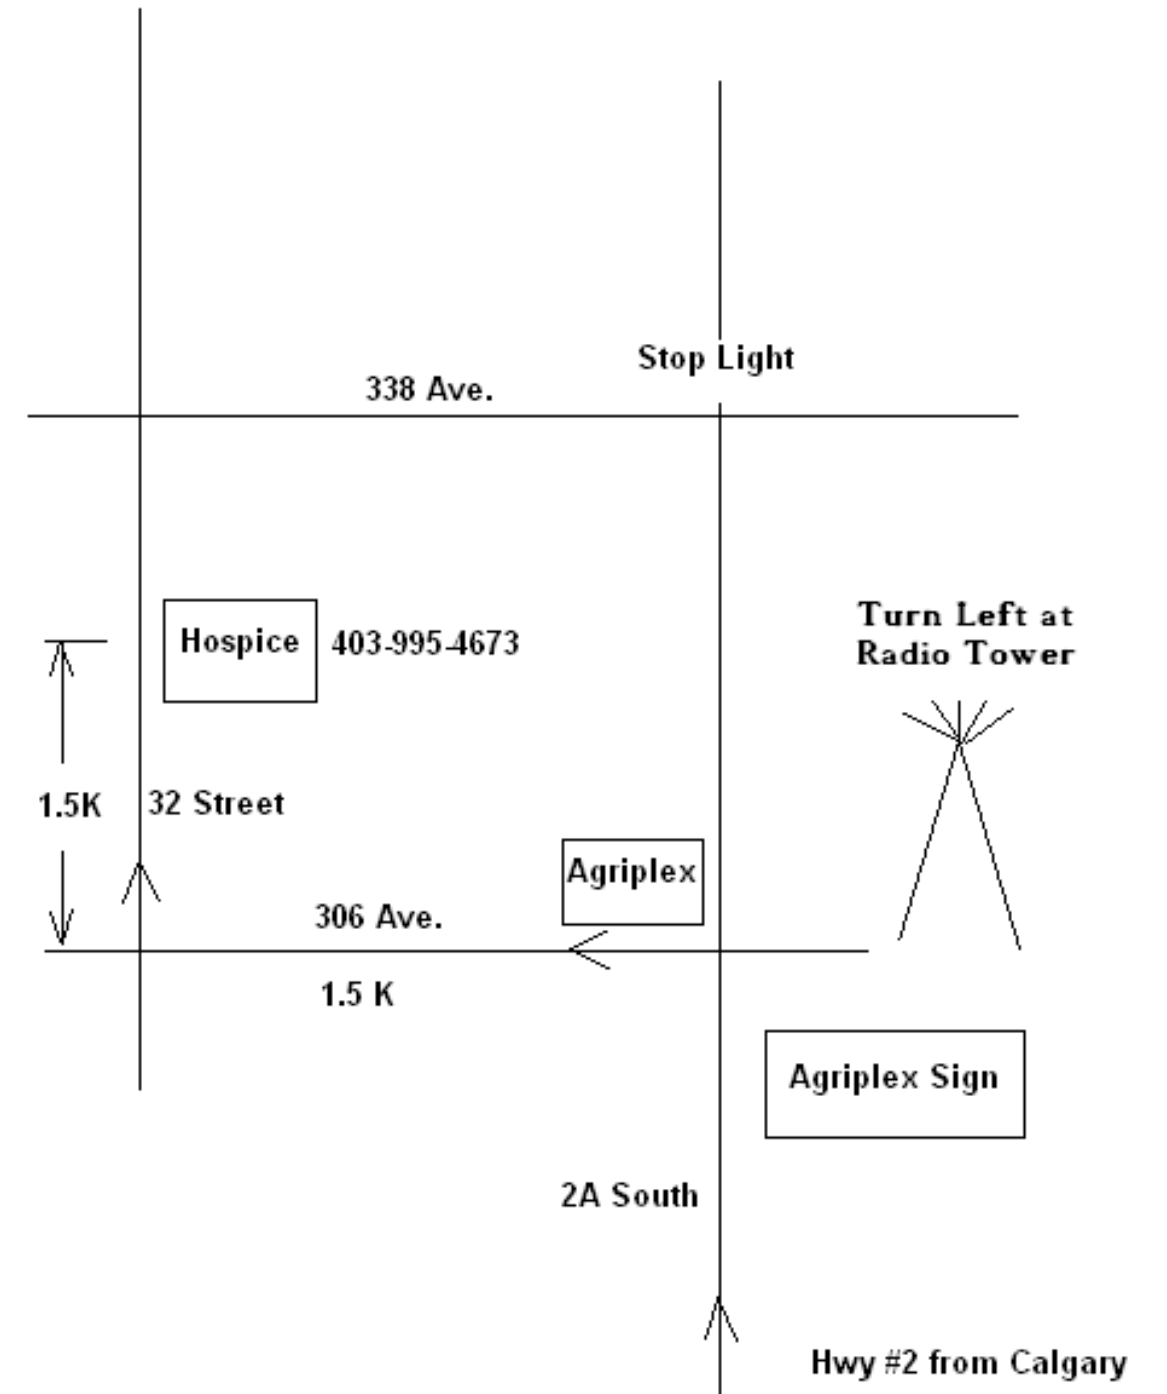 Stop Light
338 Ave.
Turn Left at
Radio Tower
Hospice 403-995-4673
1.5K 32 Street
Agriplex
306 Ave.
1.5 K
Agriplex Sign
2A South
Hwy #2 from Calgary